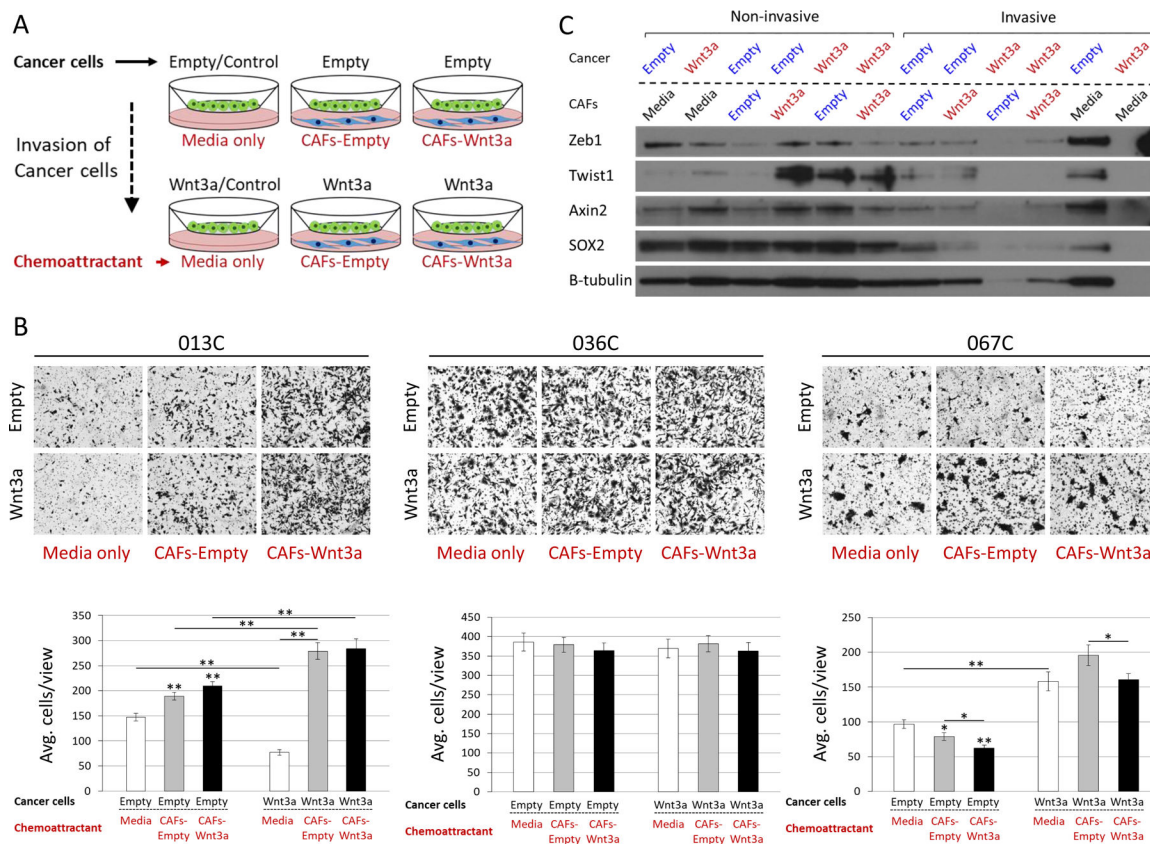 A
Cancer cells
Empty/Control Empty Empty
Media only CAFs-Empty CAFs-Wnt3a
Invasion of
Cancer cells
Wnt3a/Control Wnt3a Wnt3a
Chemoattractant Media only CAFs-Empty CAFs-Wnt3a
C
Non-invasive Invasive
Cancer Empty Wnt3a Empty Empty Wnt3a Wnt3a Empty Empty Wnt3a Wnt3a Empty Wnt3a
CAFs Media Media Empty Wnt3a Empty Wnt3a Empty Wnt3a Empty Wnt3a Media Media
Zeb1
Twist1
Axin2
SOX2
B-tubulin
B
013C
Empty
Wnt3a
Media only CAFs-Empty CAFs-Wnt3a
036C
Empty
Wnt3a
Media only CAFs-Empty CAFs-Wnt3a
067C
Empty
Wnt3a
Media only CAFs-Empty CAFs-Wnt3a
Avg. cells/view
350
300
250
200
150
100
50
0
** ** ** ** ** **
Cancer cells Empty Empty Empty Wnt3a Wnt3a Wnt3a
Chemoattractant Media CAFs-Empty CAFs-Wnt3a Media CAFs-Empty CAFs-Wnt3a
Avg. cells/view
450
400
350
300
250
200
150
100
50
0
Cancer cells Empty Empty Empty Wnt3a Wnt3a Wnt3a
Chemoattractant Media CAFs-Empty CAFs-Wnt3a Media CAFs-Empty CAFs-Wnt3a
Avg. cells/view
250
200
150
100
50
0
** * * * **
Cancer cells Empty Empty Empty Wnt3a Wnt3a Wnt3a
Chemoattractant Media CAFs-Empty CAFs-Wnt3a Media CAFs-Empty CAFs-Wnt3a